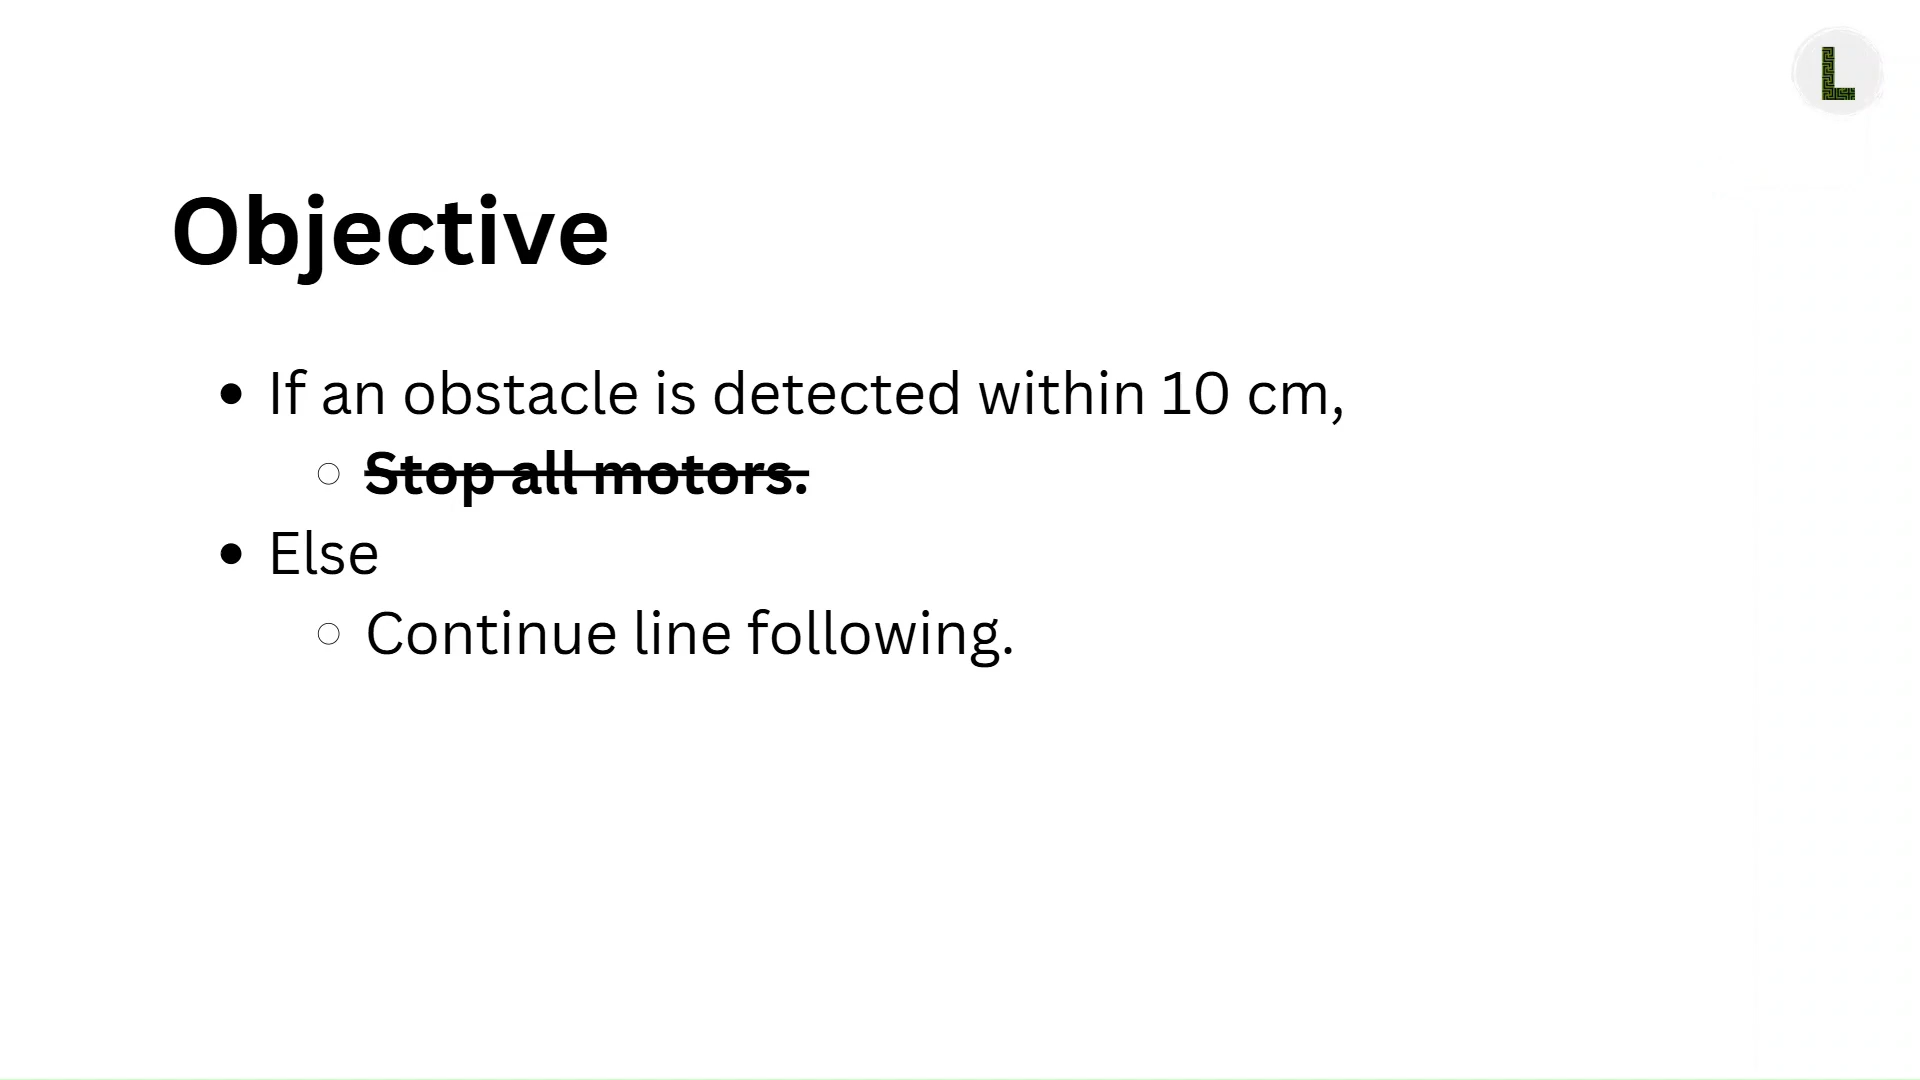 L
Objective
• If an obstacle is detected within 10 cm,
○ Stop all motors.
• Else
○ Continue line following.